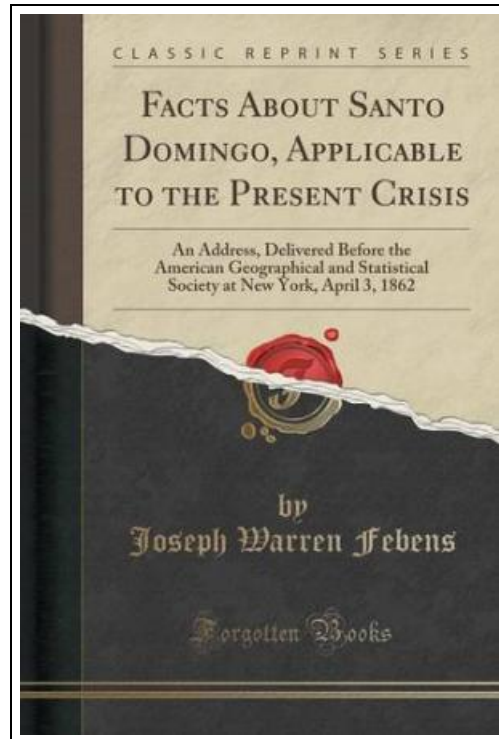 CLASSIC REPRINT SERIES
FACTS ABOUT SANTO
DOMINGO, APPLICABLE
TO THE PRESENT CRISIS
An Address, Delivered Before the
American Geographical and Statistical
Society at New York, April 3, 1862
by
Joseph Warren Febens
Forgotten Books